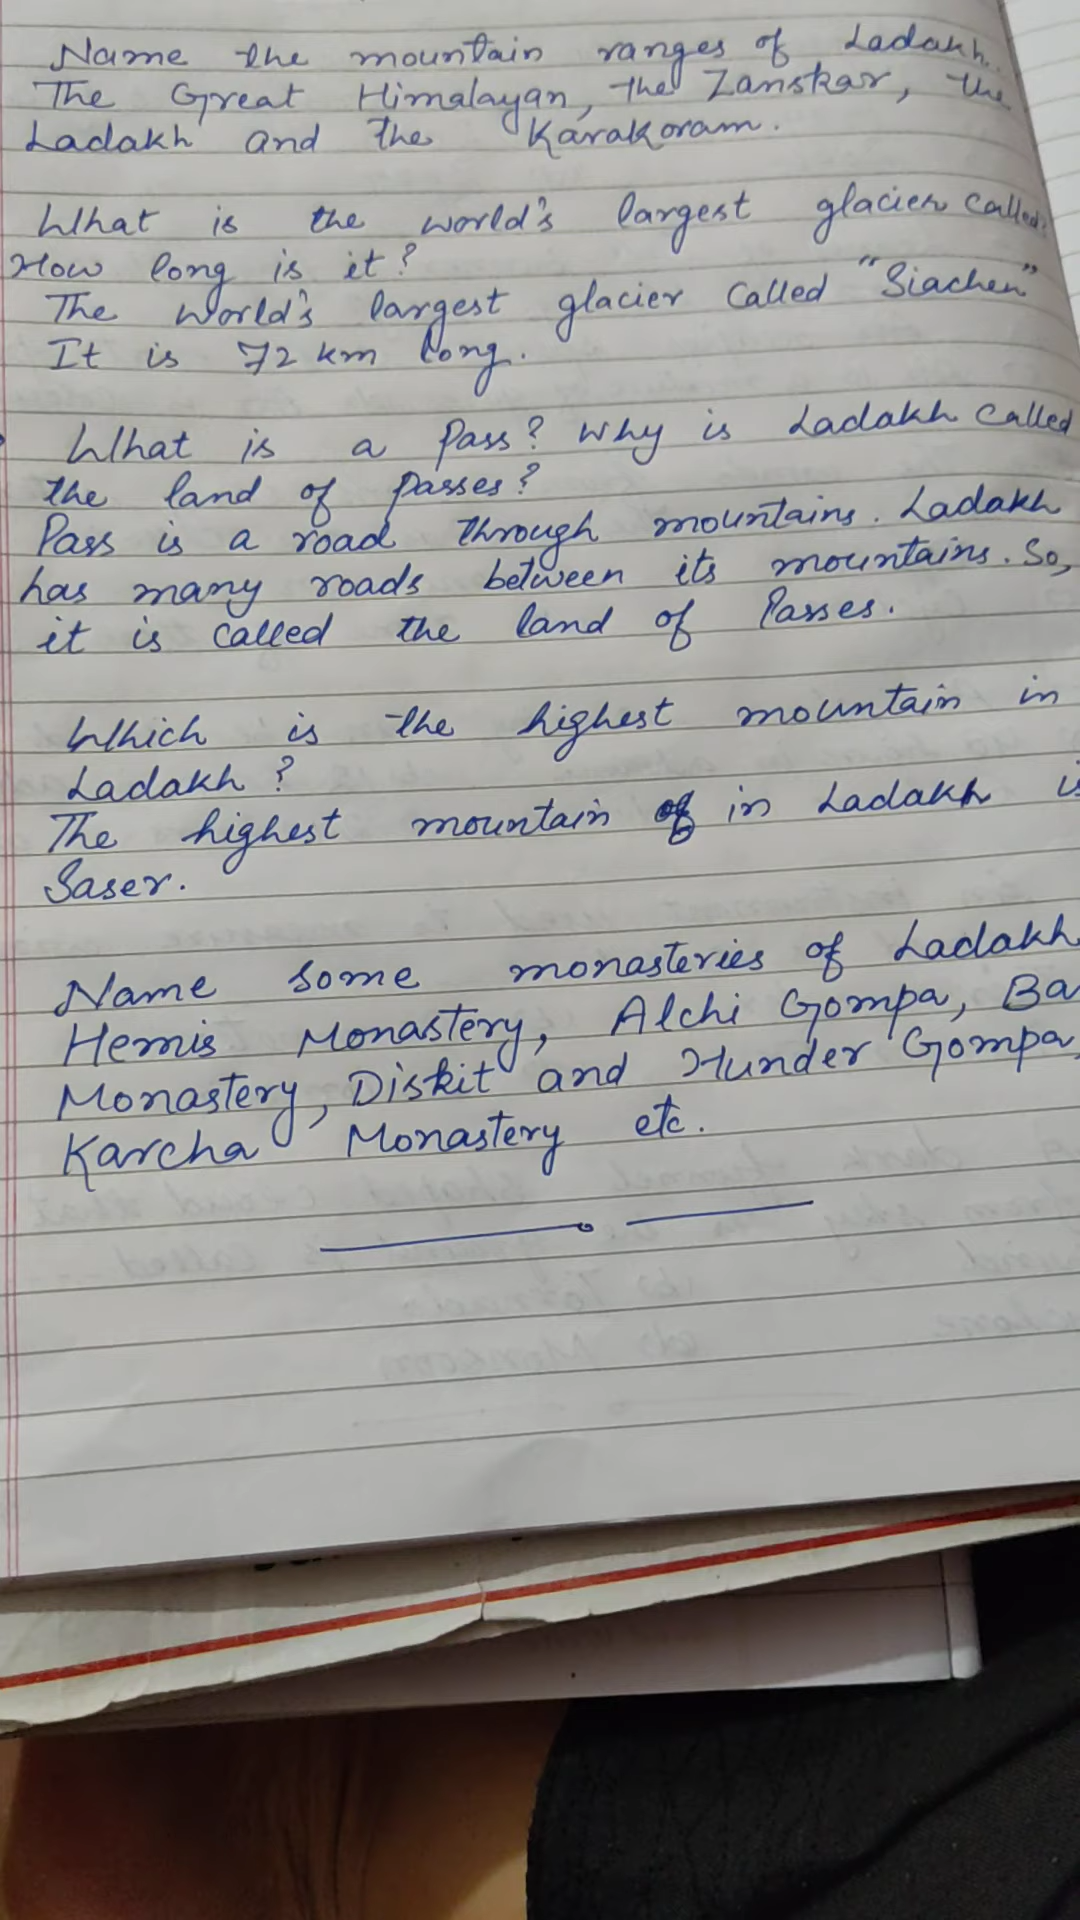 Name the mountain ranges of Ladakh.
The Great Himalayan, the Zanskar, the
Ladakh and the Karakoram.
What is the world's largest glacier called?
How long is it?
The world's largest glacier called "Siachen"
It is 72 km long.
What is a pass? Why is Ladakh called
the land of passes?
Pass is a road through mountains. Ladakh
has many roads between its mountains. So,
it is called the land of Passes.
Which is the highest mountain in
Ladakh?
The highest mountain in Ladakh is
Saser.
Name some monasteries of Ladakh
Hemis Monastery, Alchi Gompa, Ba
Monastery, Diskit and Hunder Gompa,
Karcha Monastery etc.